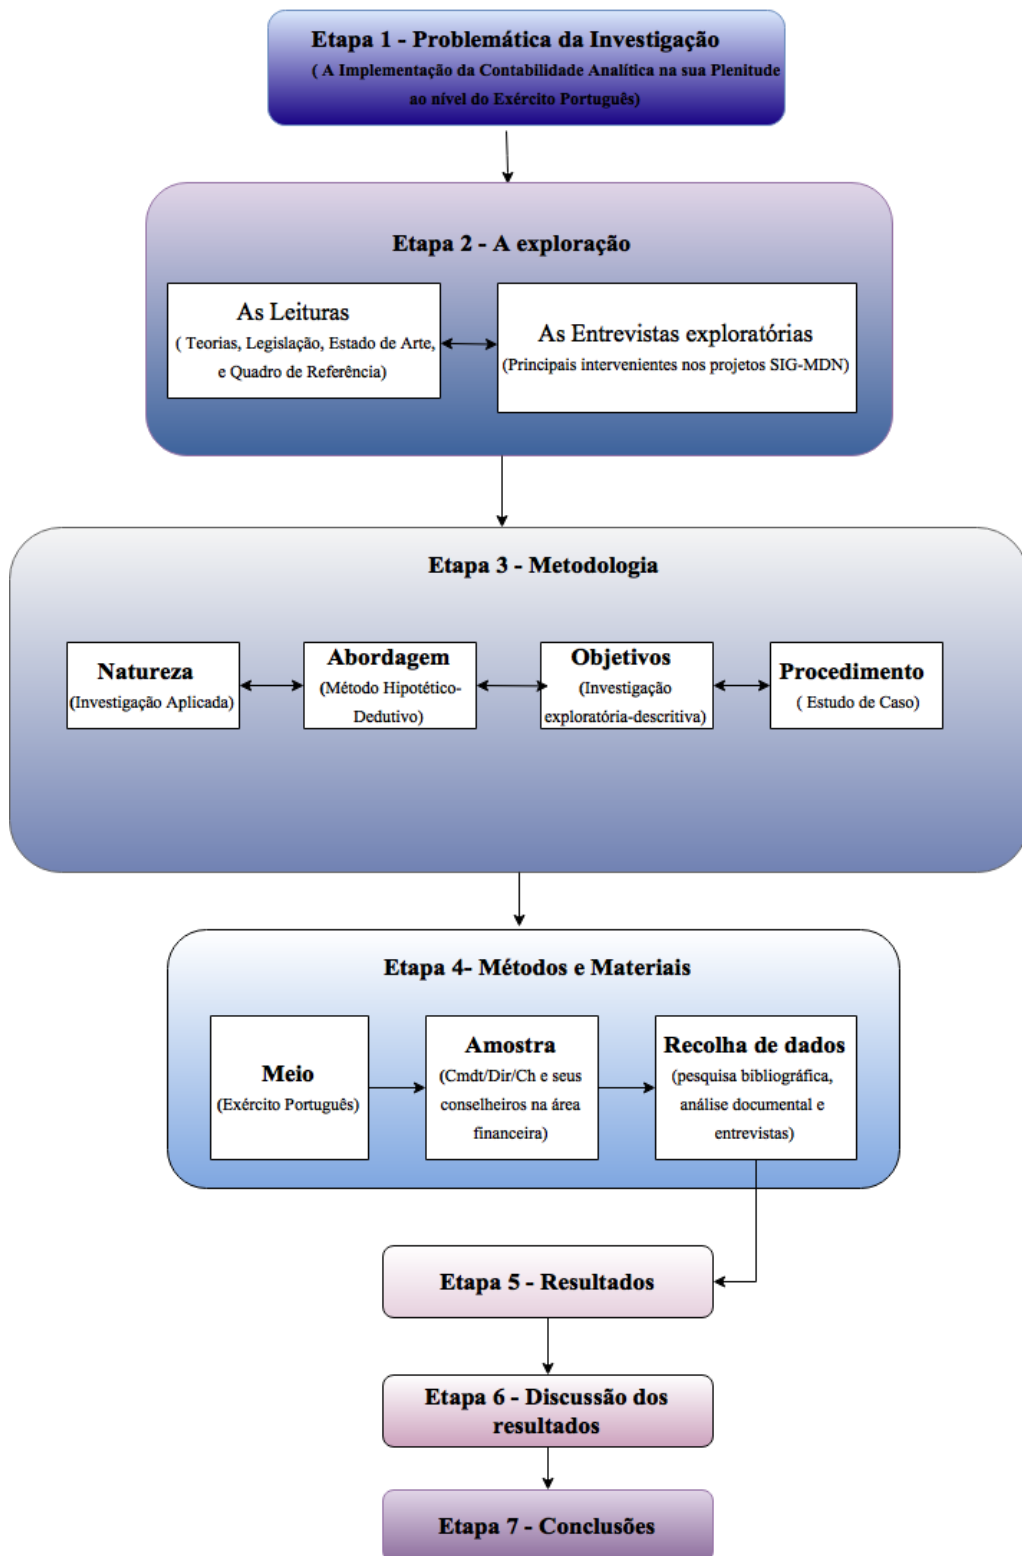 Etapa 1 - Problemática da Investigação
( A Implementação da Contabilidade Analítica na sua Plenitude
ao nível do Exército Português)
Etapa 2 - A exploração
As Leituras
( Teorias, Legislação, Estado de Arte,
e Quadro de Referência)
As Entrevistas exploratórias
(Principais intervenientes nos projetos SIG-MDN)
Etapa 3 - Metodologia
Natureza
(Investigação Aplicada)
Abordagem
(Método Hipotético-
Dedutivo)
Objetivos
(Investigação
exploratória-descritiva)
Procedimento
( Estudo de Caso)
Etapa 4- Métodos e Materiais
Meio
(Exército Português)
Amostra
(Cmdt/Dir/Ch e seus
conselheiros na área
financeira)
Recolha de dados
(pesquisa bibliográfica,
análise documental e
entrevistas)
Etapa 5 - Resultados
Etapa 6 - Discussão dos
resultados
Etapa 7 - Conclusões